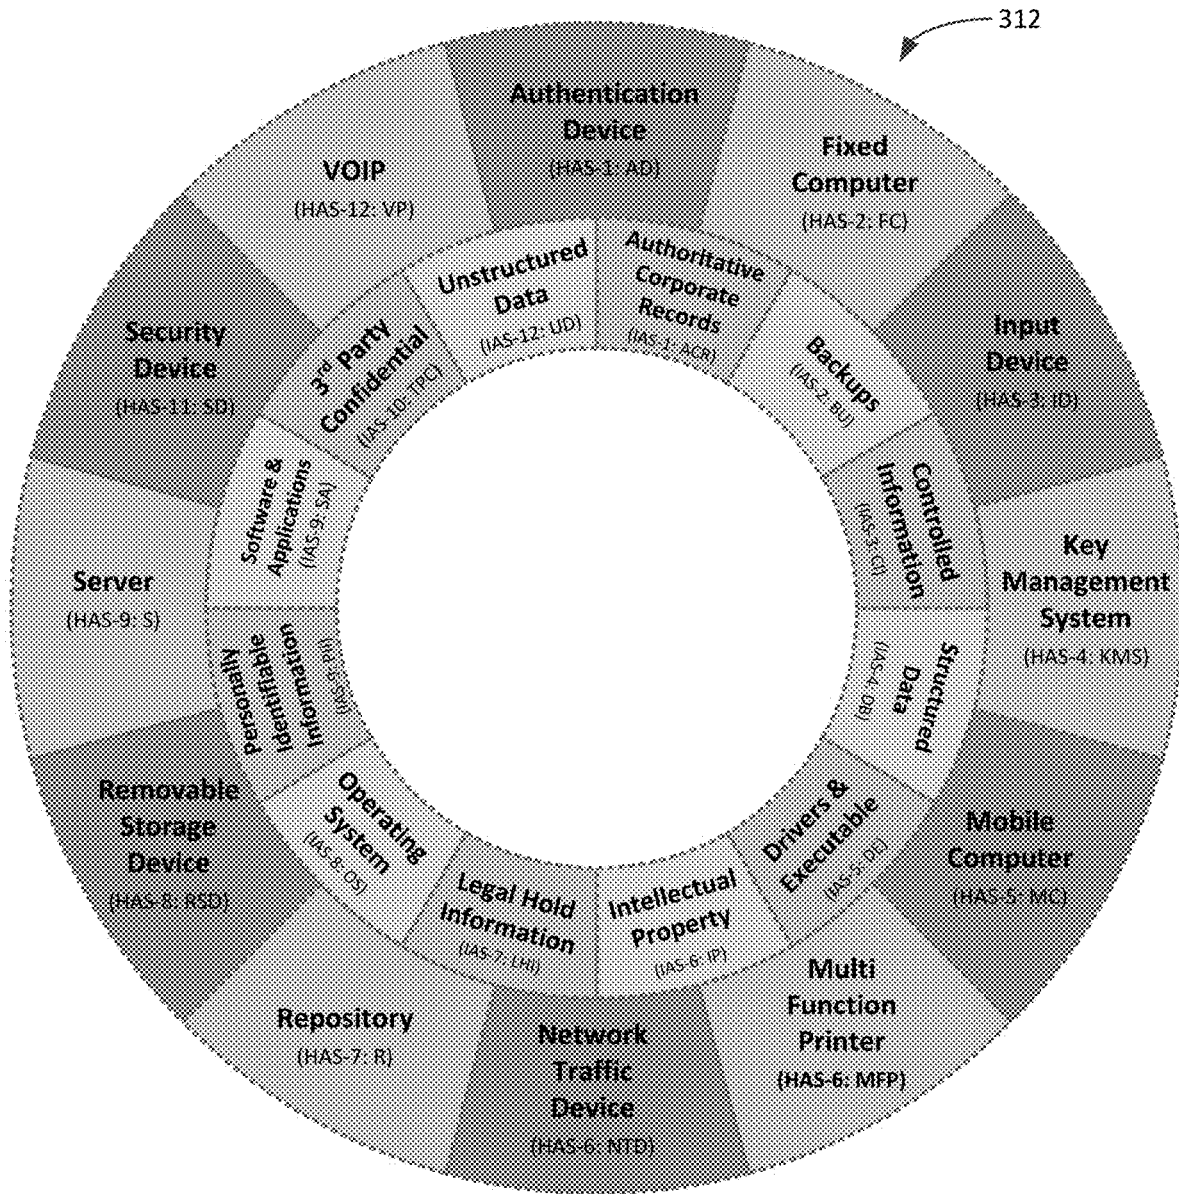 312
Authentication
Device
(HAS-1: AD)
Fixed
Computer
(HAS-2: FC)
Input
Device
(HAS-3: ID)
Key
Management
System
(HAS-4: KMS)
Mobile
Computer
(HAS-5: MC)
Multi
Function
Printer
(HAS-6: MFP)
Network
Traffic
Device
(HAS-6: NTD)
Repository
(HAS-7: R)
Removable
Storage
Device
(HAS-8: RSD)
Server
(HAS-9: S)
Security
Device
(HAS-11: SD)
VOIP
(HAS-12: VP)
Authoritative
Corporate
Records
(IAS-1: ACR)
Backups
(IAS-2: BU)
Controlled
Information
(IAS-3: CI)
Structured
Data
(IAS-4: DB)
Drivers &
Executable
(IAS-5: DE)
Intellectual
Property
(IAS-6: IP)
Legal Hold
Information
(IAS-7: LHI)
Operating
System
(IAS-8: OS)
Personally
Identifiable
Information
(IAS-9: PII)
Software &
Applications
(IAS-9: SA)
3rd Party
Confidential
(IAS-10: TPC)
Unstructured
Data
(IAS-12: UD)